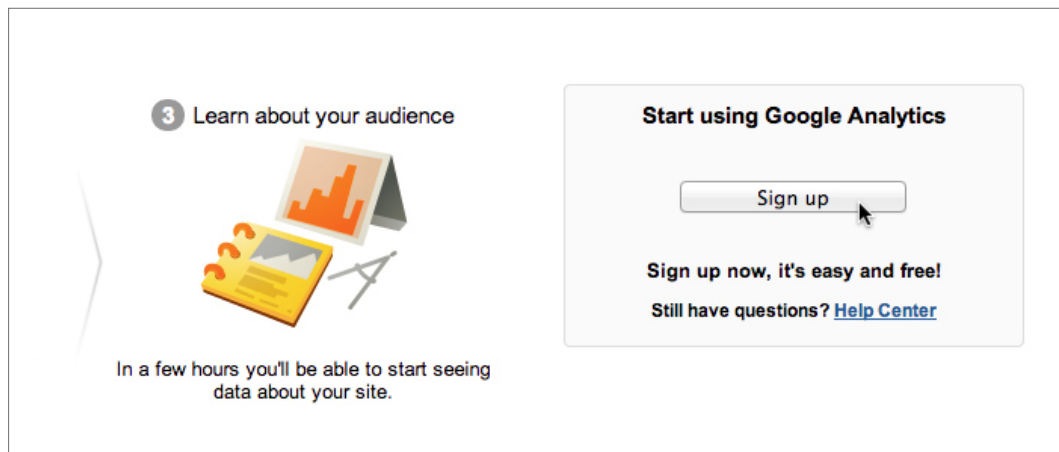 3 Learn about your audience
In a few hours you'll be able to start seeing
data about your site.
Start using Google Analytics
Sign up
Sign up now, it's easy and free!
Still have questions? Help Center